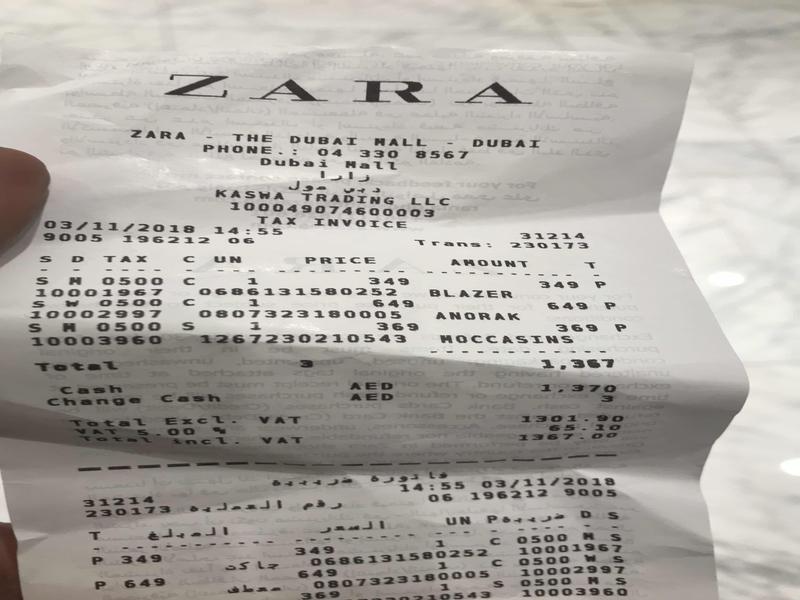 ZARA
ZARA - THE DUBAI MALL - DUBAI
PHONE.: 04 330 8567
Dubai Mall
زارا
دبي مول
KASWA TRADING LLC
100049074600003
TAX INVOICE
03/11/2018 14:55 31214
9005 196212 06 Trans: 230173
S D TAX C UN PRICE AMOUNT T
S M 0500 C 1 349 349 P
10001967 0686131580252 BLAZER
S W 0500 C 1 649 649 P
10002997 0807323180005 ANORAK
S M 0500 S 1 369 369 P
10003960 1267230210543 MOCCASINS
Total 3 1,367
Cash AED 1,370
Change Cash AED 3
Total Excl. VAT 1301.90
VAT 5.00 % 65.10
Total incl. VAT 1367.00
فاتورة ضريبية
31214 14:55 03/11/2018
230173 رقم العملية 06 196212 9005
T المبلغ السعر UN ضريبة D S
P 349 349 1 C 0500 M S
جاكت 0686131580252 10001967
P 649 649 1 C 0500 W S
معطف 0807323180005 10002997
369 1 S 0500 M S
10003960